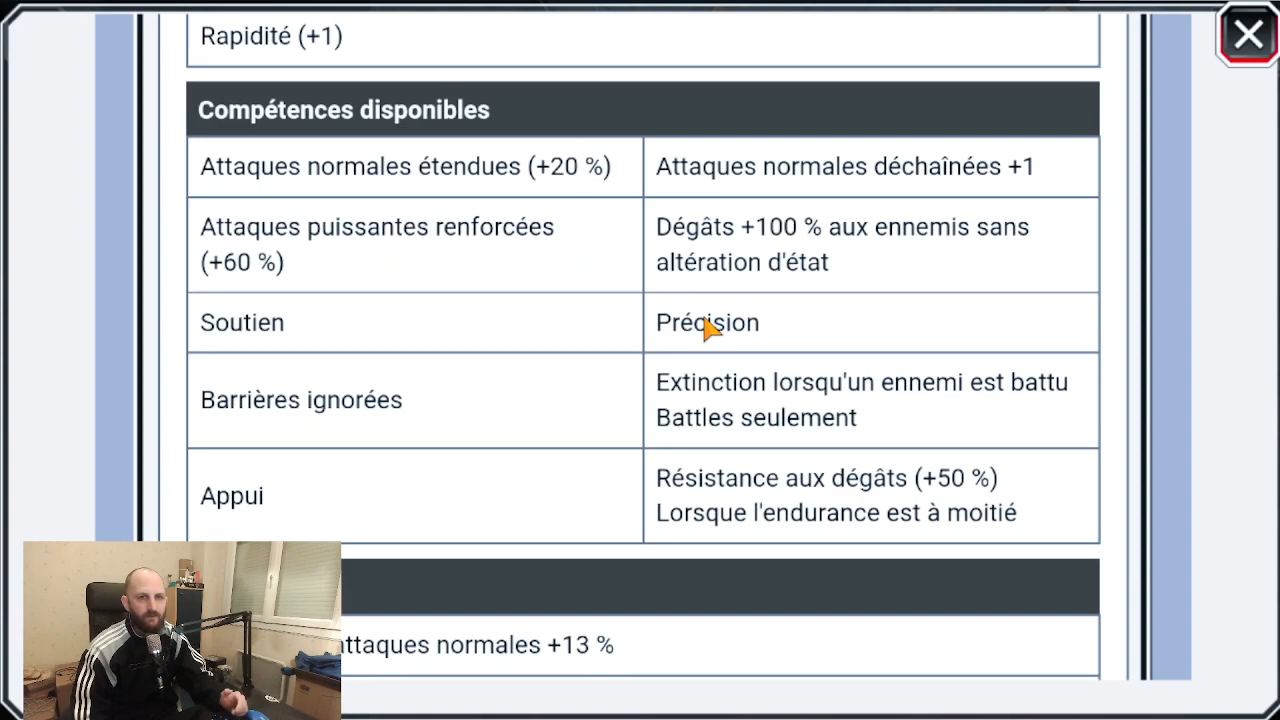 Rapidité (+1)
Compétences disponibles
Attaques normales étendues (+20 %)
Attaques normales déchaînées +1
Attaques puissantes renforcées
(+60 %)
Dégâts +100 % aux ennemis sans
altération d'état
Soutien
Précision
Barrières ignorées
Extinction lorsqu'un ennemi est battu
Battles seulement
Appui
Résistance aux dégâts (+50 %)
Lorsque l'endurance est à moitié
attaques normales +13 %